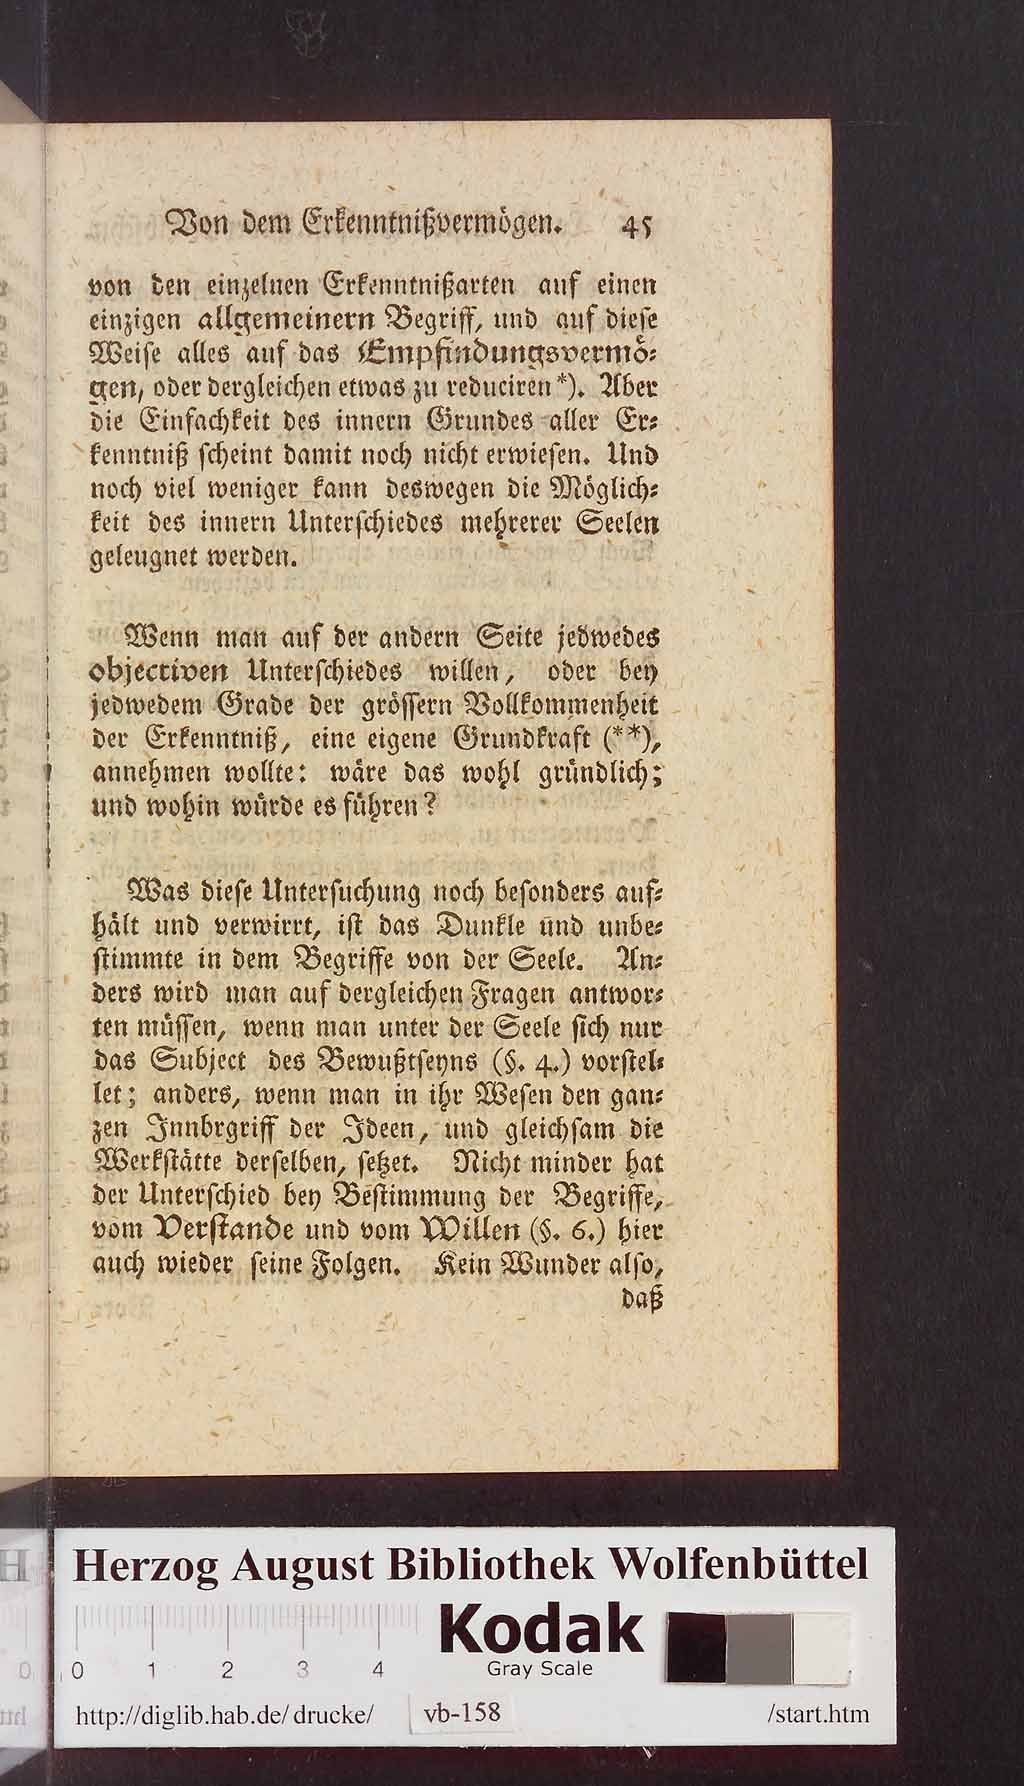 Von dem Erkenntnißvermögen. 45
von den einzelnen Erkenntnißarten auf einen
einzigen allgemeinern Begriff, und auf diese
Weise alles auf das Empfindungsvermö-
gen, oder dergleichen etwas zu reduciren *). Aber
die Einfachkeit des innern Grundes aller Er-
kenntniß scheint damit noch nicht erwiesen. Und
noch viel weniger kann deswegen die Möglich-
keit des innern Unterschiedes mehrerer Seelen
geleugnet werden.
Wenn man auf der andern Seite jedwedes
objectiven Unterschiedes willen, oder bey
jedwedem Grade der grössern Vollkommenheit
der Erkenntniß, eine eigene Grundkraft (**),
annehmen wollte: wäre das wohl gründlich;
und wohin würde es führen?
Was diese Untersuchung noch besonders auf-
hält und verwirrt, ist das Dunkle und unbe-
stimmte in dem Begriffe von der Seele. An-
ders wird man auf dergleichen Fragen antwor-
ten müssen, wenn man unter der Seele sich nur
das Subject des Bewußtseyns (§. 4.) vorstel-
let; anders, wenn man in ihr Wesen den gan-
zen Innbrgriff der Ideen, und gleichsam die
Werkstätte derselben, setzet. Nicht minder hat
der Unterschied bey Bestimmung der Begriffe,
vom Verstande und vom Willen (§. 6.) hier
auch wieder seine Folgen. Kein Wunder also,
daß
Herzog August Bibliothek Wolfenbüttel
Kodak
Gray Scale
0 1 2 3 4
http://diglib.hab.de/drucke/ vb-158 /start.htm